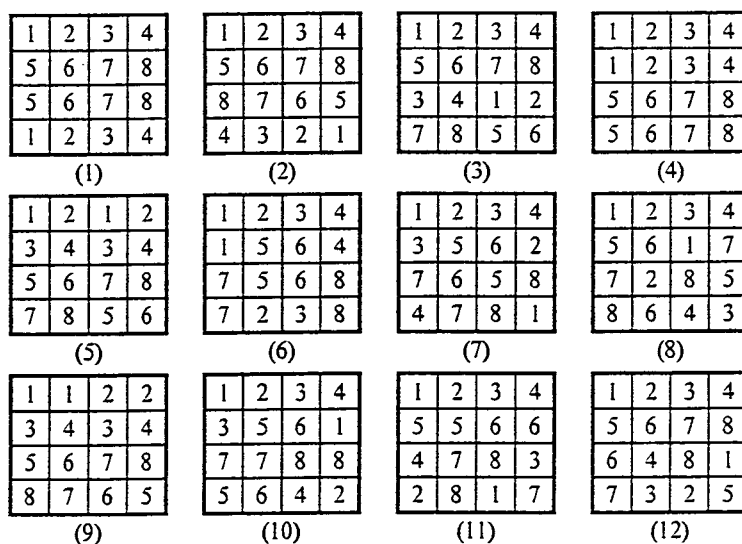 1 2 3 4 1 2 3 4 1 2 3 4 1 2 3 4
5 6 7 8 5 6 7 8 5 6 7 8 1 2 3 4
5 6 7 8 8 7 6 5 3 4 1 2 5 6 7 8
1 2 3 4 4 3 2 1 7 8 5 6 5 6 7 8
(1) (2) (3) (4)
1 2 1 2 1 2 3 4 1 2 3 4 1 2 3 4
3 4 3 4 1 5 6 4 3 5 6 2 5 6 1 7
5 6 7 8 7 5 6 8 7 6 5 8 7 2 8 5
7 8 5 6 7 2 3 8 4 7 8 1 8 6 4 3
(5) (6) (7) (8)
1 1 2 2 1 2 3 4 1 2 3 4 1 2 3 4
3 4 3 4 3 5 6 1 5 5 6 6 5 6 7 8
5 6 7 8 7 7 8 8 4 7 8 3 6 4 8 1
8 7 6 5 5 6 4 2 2 8 1 7 7 3 2 5
(9) (10) (11) (12)